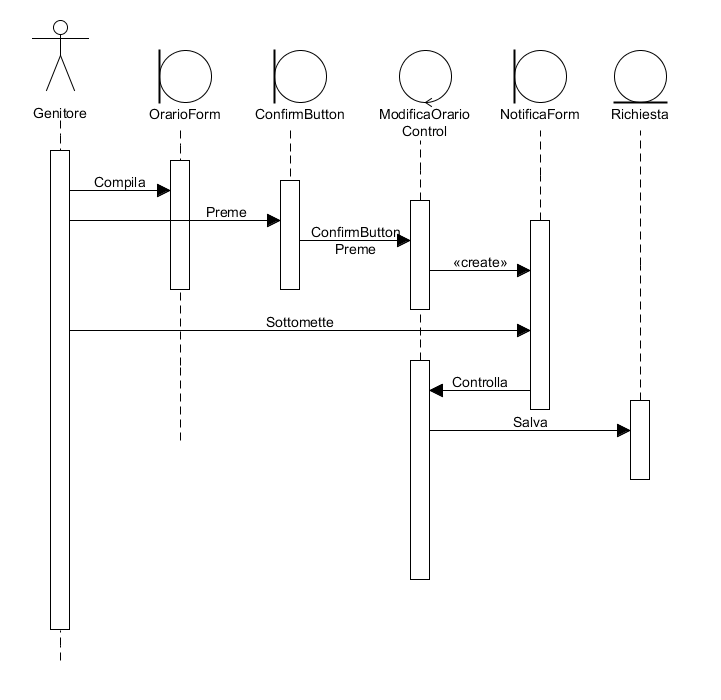 Genitore
OrarioForm
ConfirmButton
ModificaOrario
Control
NotificaForm
Richiesta
Compila
Preme
ConfirmButton
Preme
«create»
Sottomette
Controlla
Salva